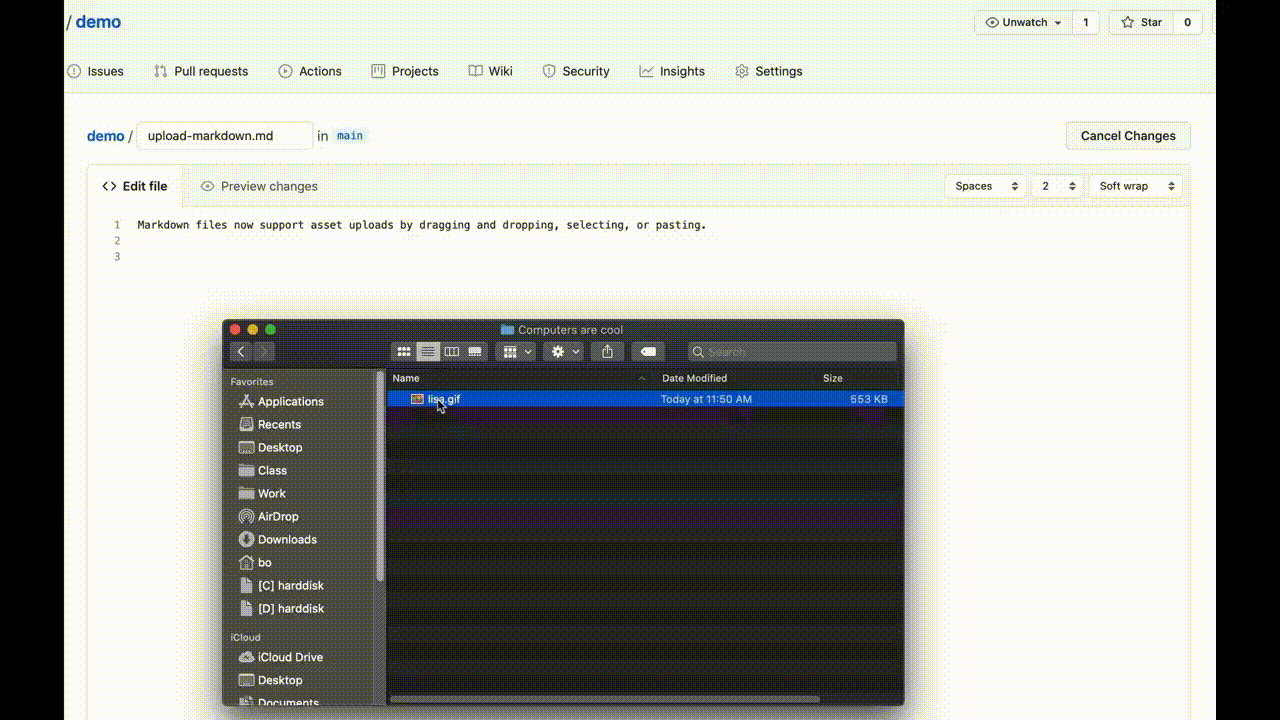 / demo
Unwatch 1 Star 0
Issues Pull requests Actions Projects Wiki Security Insights Settings
demo / upload-markdown.md in main Cancel Changes
Edit file Preview changes Spaces 2 Soft wrap
1 Markdown files now support asset uploads by dragging and dropping, selecting, or pasting.
2
3
Computers are cool
Search
Favorites
Applications
Recents
Desktop
Class
Work
AirDrop
Downloads
bo
[C] harddisk
[D] harddisk
iCloud
iCloud Drive
Desktop
Documents
Name Date Modified Size
lisa.gif Today at 11:50 AM 553 KB